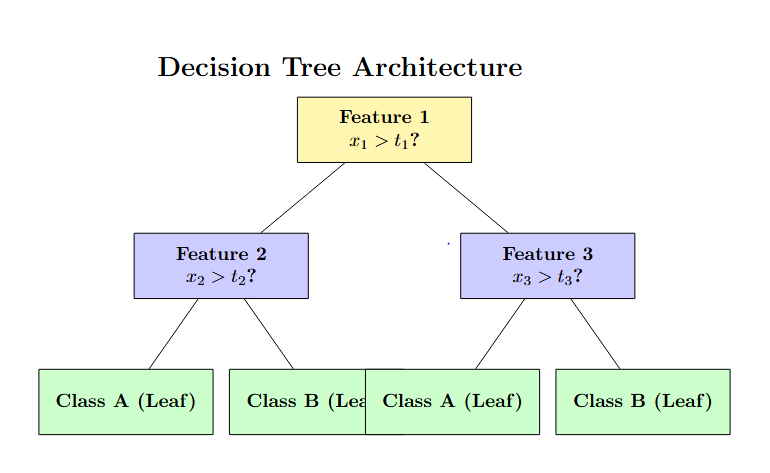 Decision Tree Architecture
Feature 1
x₁ > t₁?
Feature 2
x₂ > t₂?
Feature 3
x₃ > t₃?
Class A (Leaf)
Class B (Lea
Class A (Leaf)
Class B (Leaf)